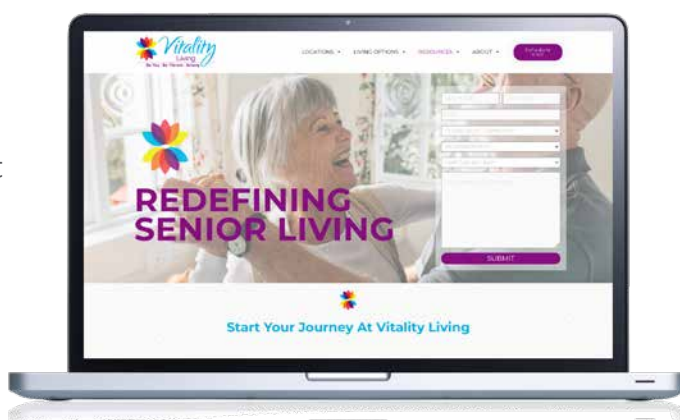 Vitality
Living
LOCATIONS
LIVING OPTIONS
RESOURCES
ABOUT
t
REDEFINING
SENIOR LIVING
SUBMIT
Start Your Journey At Vitality Living